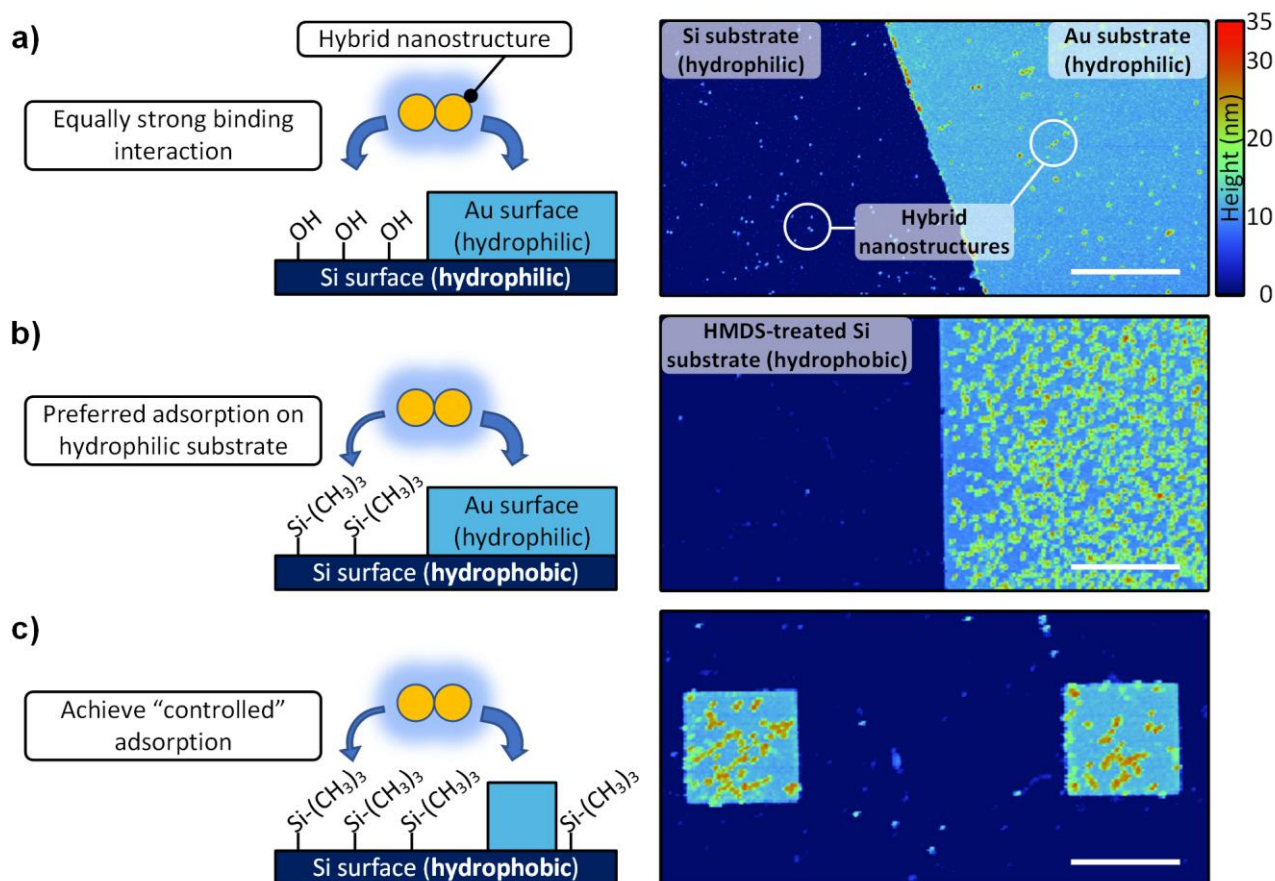 a)
Hybrid nanostructure
Equally strong binding
interaction
OH
OH
OH
Au surface
(hydrophilic)
Si surface (hydrophilic)
Si substrate
(hydrophilic)
Au substrate
(hydrophilic)
Hybrid
nanostructures
35
30
20
10
0
Height (nm)
b)
Preferred adsorption on
hydrophilic substrate
Si-(CH₃)₃
Si-(CH₃)₃
Au surface
(hydrophilic)
Si surface (hydrophobic)
HMDS-treated Si
substrate (hydrophobic)
c)
Achieve “controlled”
adsorption
Si-(CH₃)₃
Si-(CH₃)₃
Si-(CH₃)₃
Si-(CH₃)₃
Si surface (hydrophobic)